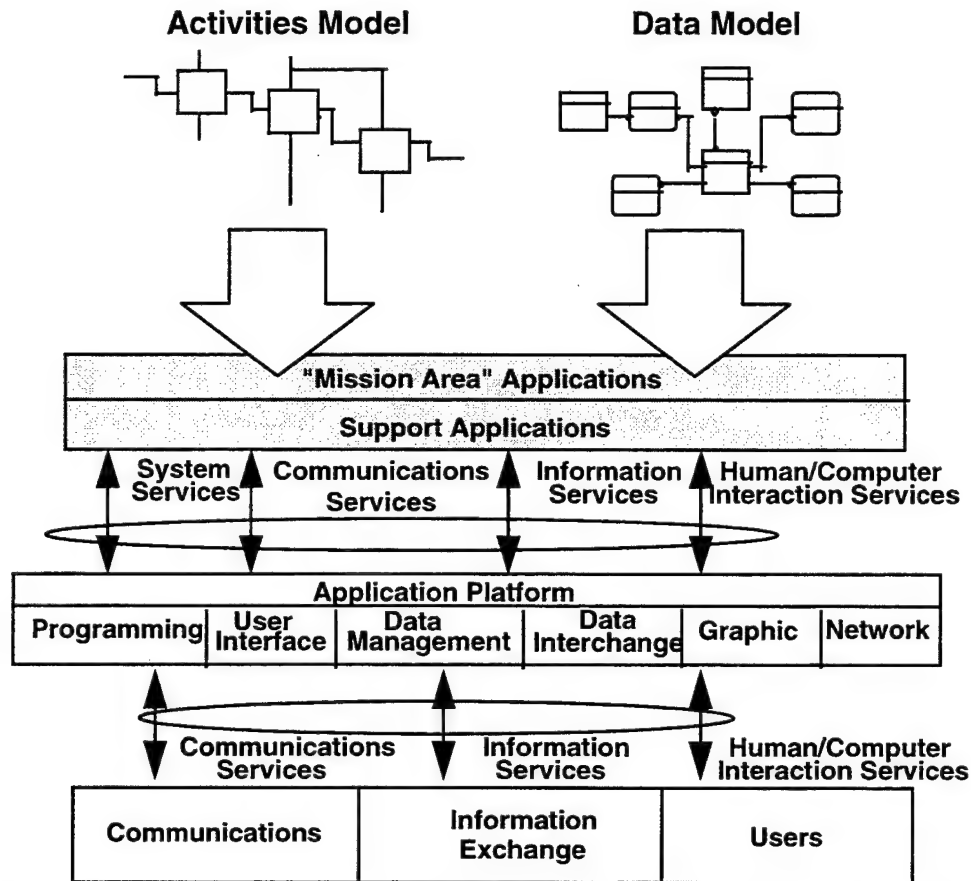 Activities Model
Data Model
"Mission Area" Applications
Support Applications
System
Services
Communications
Services
Information
Services
Human/Computer
Interaction Services
Application Platform
Programming
User
Interface
Data
Management
Data
Interchange
Graphic
Network
Communications
Services
Information
Services
Human/Computer
Interaction Services
Communications
Information
Exchange
Users